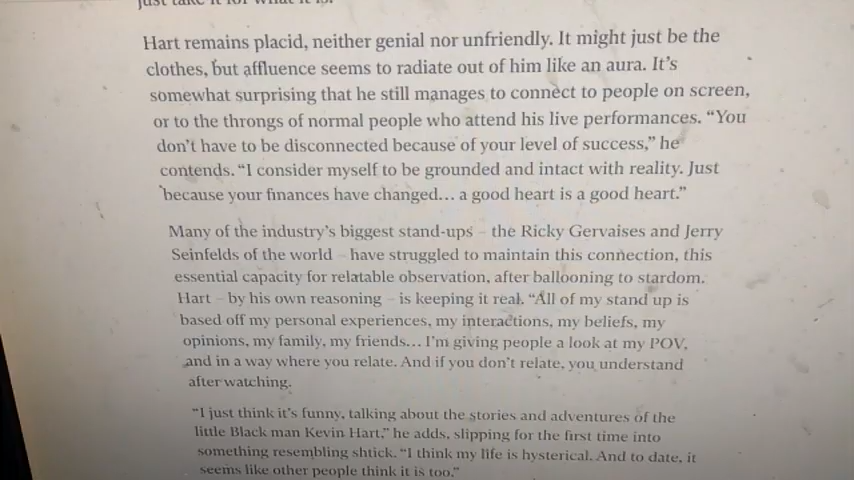 just take it for what it is.
Hart remains placid, neither genial nor unfriendly. It might just be the
clothes, but affluence seems to radiate out of him like an aura. It's
somewhat surprising that he still manages to connect to people on screen,
or to the throngs of normal people who attend his live performances. “You
don't have to be disconnected because of your level of success,” he
contends. “I consider myself to be grounded and intact with reality. Just
because your finances have changed… a good heart is a good heart.”
Many of the industry's biggest stand-ups – the Ricky Gervaises and Jerry
Seinfelds of the world – have struggled to maintain this connection, this
essential capacity for relatable observation, after ballooning to stardom.
Hart – by his own reasoning – is keeping it real. “All of my stand up is
based off my personal experiences, my interactions, my beliefs, my
opinions, my family, my friends… I'm giving people a look at my POV,
and in a way where you relate. And if you don't relate, you understand
after watching.
“I just think it's funny, talking about the stories and adventures of the
little Black man Kevin Hart,” he adds, slipping for the first time into
something resembling shtick. “I think my life is hysterical. And to date, it
seems like other people think it is too.”